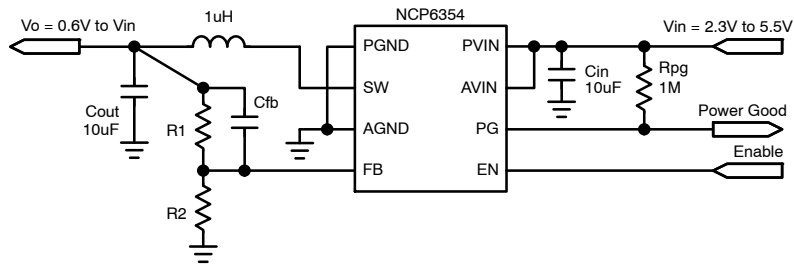 Vo = 0.6V to Vin
1uH
NCP6354
Vin = 2.3V to 5.5V
PGND
PVIN
SW
AVIN
AGND
PG
FB
EN
Cout
10uF
Cfb
R1
R2
Cin
10uF
Rpg
1M
Power Good
Enable